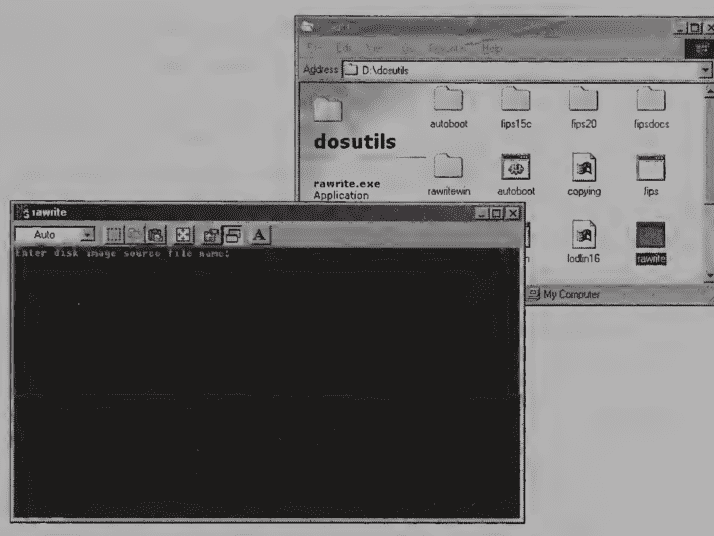 Address D:\dosutils
autoboot fips15c fips20 fipsdocs
dosutils
rawrite.exe
Application
rawritewin autoboot copying fips
lodlin16 rawrite
My Computer
rawrite
Auto
A
Enter disk image source file name: